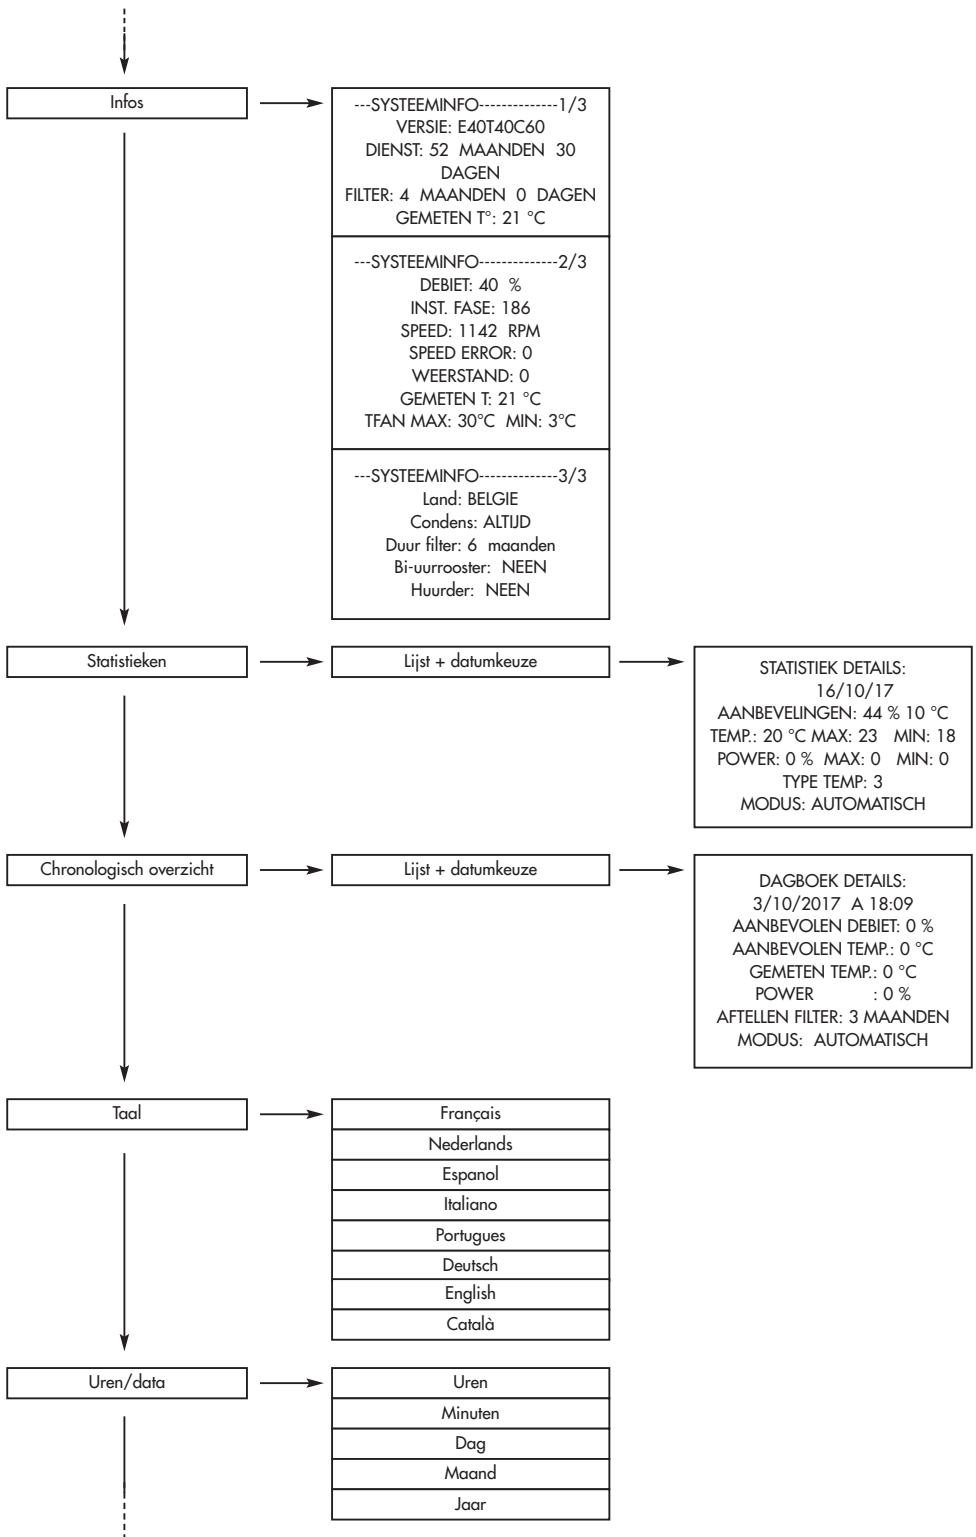 Infos
---SYSTEEMINFO--------------1/3
VERSIE: E40T40C60
DIENST: 52 MAANDEN 30
DAGEN
FILTER: 4 MAANDEN 0 DAGEN
GEMETEN T°: 21 °C
---SYSTEEMINFO--------------2/3
DEBIET: 40 %
INST. FASE: 186
SPEED: 1142 RPM
SPEED ERROR: 0
WEERSTAND: 0
GEMETEN T: 21 °C
TFAN MAX: 30°C MIN: 3°C
---SYSTEEMINFO--------------3/3
Land: BELGIE
Condens: ALTIJD
Duur filter: 6 maanden
Bi-uurrooster: NEEN
Huurder: NEEN
Statistieken
Lijst + datumkeuze
STATISTIEK DETAILS:
16/10/17
AANBEVELINGEN: 44 % 10 °C
TEMP.: 20 °C MAX: 23 MIN: 18
POWER: 0 % MAX: 0 MIN: 0
TYPE TEMP: 3
MODUS: AUTOMATISCH
Chronologisch overzicht
Lijst + datumkeuze
DAGBOEK DETAILS:
3/10/2017 A 18:09
AANBEVOLEN DEBIET: 0 %
AANBEVOLEN TEMP.: 0 °C
GEMETEN TEMP.: 0 °C
POWER : 0 %
AFTELLEN FILTER: 3 MAANDEN
MODUS: AUTOMATISCH
Taal
Français
Nederlands
Espanol
Italiano
Portugues
Deutsch
English
Català
Uren/data
Uren
Minuten
Dag
Maand
Jaar